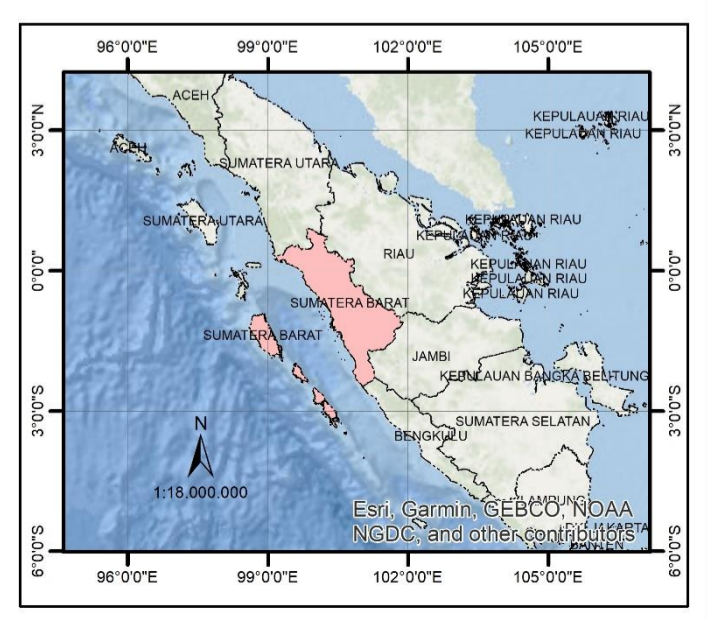 96°0'0"E 99°0'0"E 102°0'0"E 105°0'0"E
3°0'0"N
3°0'0"N
ACEH
KEPULAUAN RIAU
KEPULAUAN RIAU
ACEH
SUMATERA UTARA
SUMATERA UTARA
KEPULAUAN RIAU
KEPULAUAN RIAU
RIAU
KEPULAUAN RIAU
KEPULAUAN RIAU
KEPULAUAN RIAU
0°0'0"N
0°0'0"N
SUMATERA BARAT
SUMATERA BARAT
JAMBI
KEPULAUAN BANGKA BELITUNG
3°0'0"S
3°0'0"S
SUMATERA SELATAN
BENGKULU
N
1:18.000.000
LAMPUNG
Esri, Garmin, GEBCO, NOAA
NGDC, and other contributors
JAKARTA
BANTEN
6°0'0"S
6°0'0"S
96°0'0"E 99°0'0"E 102°0'0"E 105°0'0"E